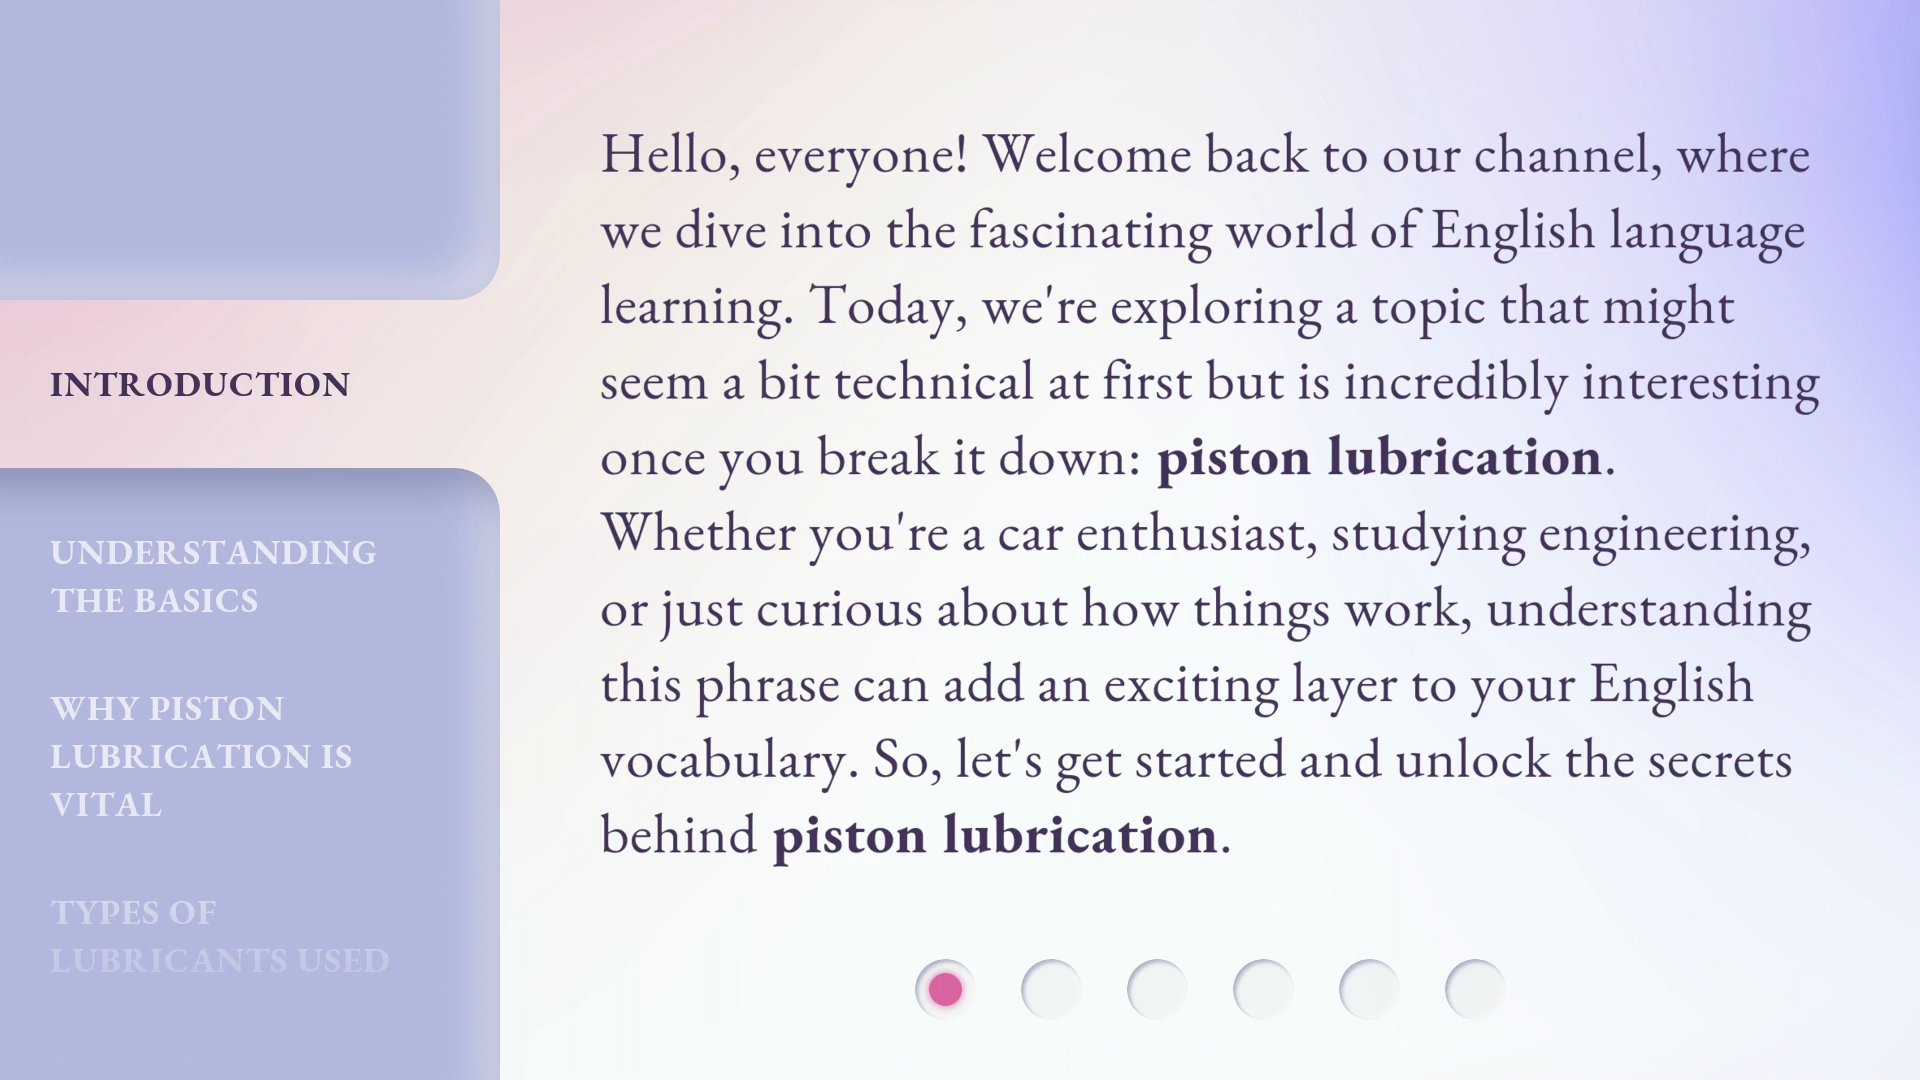 INTRODUCTION
UNDERSTANDING
THE BASICS
WHY PISTON
LUBRICATION IS
VITAL
TYPES OF
LUBRICANTS USED
Hello, everyone! Welcome back to our channel, where
we dive into the fascinating world of English language
learning. Today, we're exploring a topic that might
seem a bit technical at first but is incredibly interesting
once you break it down: piston lubrication.
Whether you're a car enthusiast, studying engineering,
or just curious about how things work, understanding
this phrase can add an exciting layer to your English
vocabulary. So, let's get started and unlock the secrets
behind piston lubrication.